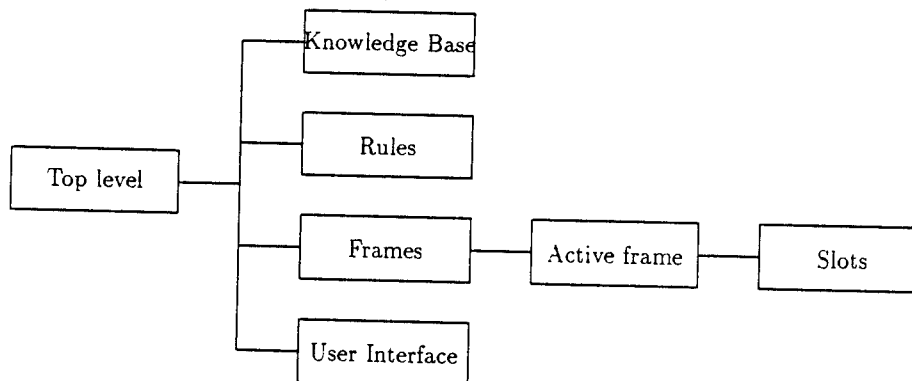 Knowledge Base
Rules
Top level
Frames
Active frame
Slots
User Interface